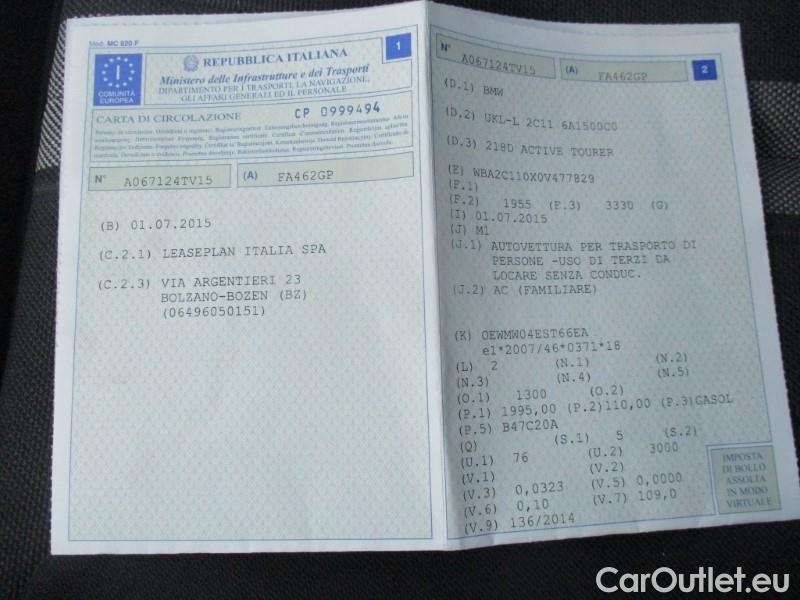 Mod. MC 820 F
1
I
COMUNITÀ
EUROPEA
REPUBBLICA ITALIANA
Ministero delle Infrastrutture e dei Trasporti
DIPARTIMENTO PER I TRASPORTI, LA NAVIGAZIONE,
GLI AFFARI GENERALI ED IL PERSONALE
CARTA DI CIRCOLAZIONE CP 0999494
N° A067124TV15 (A) FA462GP
(B) 01.07.2015
(C.2.1) LEASEPLAN ITALIA SPA
(C.2.3) VIA ARGENTIERI 23
BOLZANO-BOZEN (BZ)
(06496050151)
N° A067124TV15 (A) FA462GP 2
(D.1) BMW
(D.2) UKL-L 2C11 6A1500C0
(D.3) 218D ACTIVE TOURER
(E) WBA2C110X0V477829
(F.1)
(F.2) 1955 (F.3) 3330 (G)
(I) 01.07.2015
(J) M1
(J.1) AUTOVETTURA PER TRASPORTO DI
PERSONE -USO DI TERZI DA
LOCARE SENZA CONDUC.
(J.2) AC (FAMILIARE)
(K) OEWMW04EST66EA
e1*2007/46*0371*18
(L) 2 (N.1) (N.2)
(N.3) (N.4) (N.5)
(O.1) 1300 (O.2)
(P.1) 1995,00 (P.2)110,00 (P.3)GASOL
(P.5) B47C20A
(Q) (S.1) 5 (S.2)
(U.1) 76 (U.2) 3000
(V.1) (V.2)
(V.3) 0,0323 (V.5) 0,0000
(V.6) 0,10 (V.7) 109,0
(V.9) 136/2014
IMPOSTA
DI BOLLO
ASSOLTA
IN MODO
VIRTUALE
CarOutlet.eu